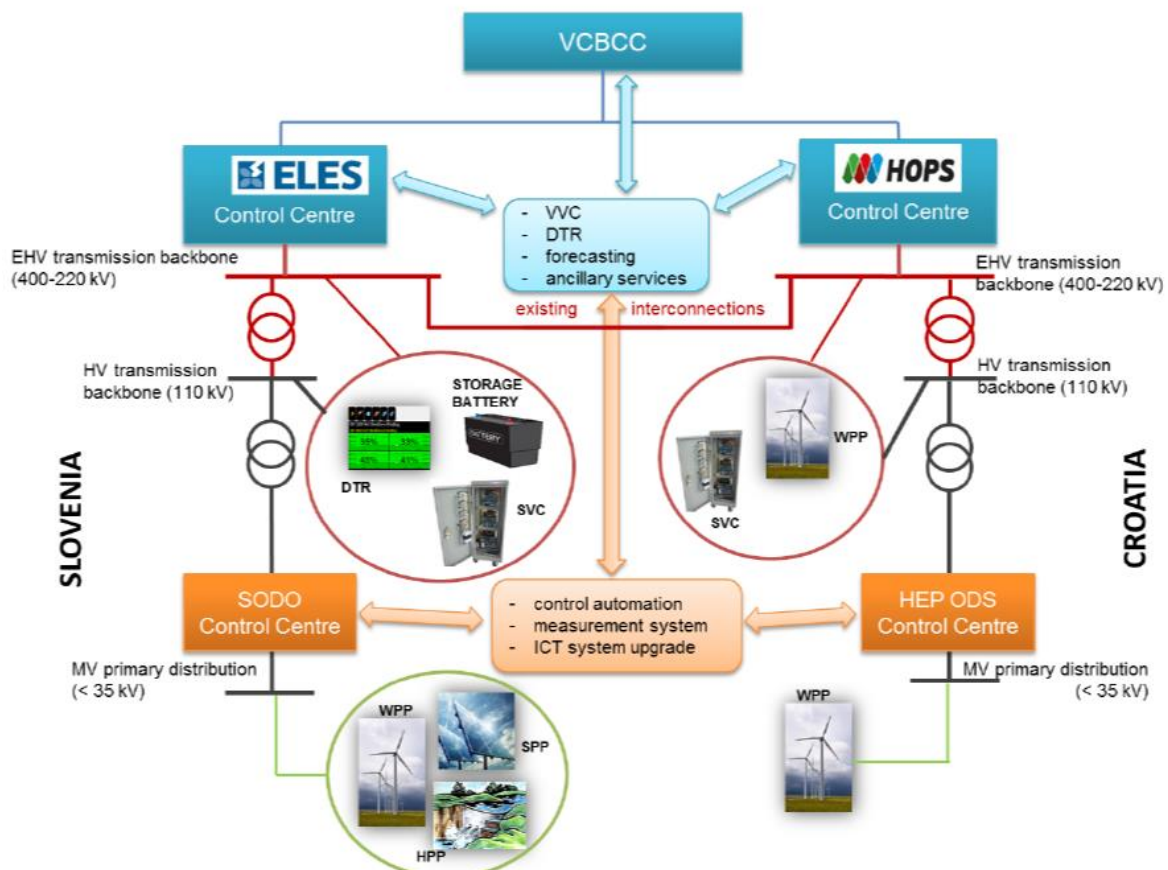 VCBCC
ELES
Control Centre
HOPS
Control Centre
- VVC
- DTR
- forecasting
- ancillary services
EHV transmission backbone
(400-220 kV)
EHV transmission
backbone (400-220 kV)
existing interconnections
HV transmission
backbone (110 kV)
HV transmission
backbone (110 kV)
STORAGE
BATTERY
BATTERY
DTR
SVC
WPP
SVC
SLOVENIA
CROATIA
SODO
Control Centre
- control automation
- measurement system
- ICT system upgrade
HEP ODS
Control Centre
MV primary distribution
(< 35 kV)
MV primary distribution
(< 35 kV)
WPP
SPP
HPP
WPP